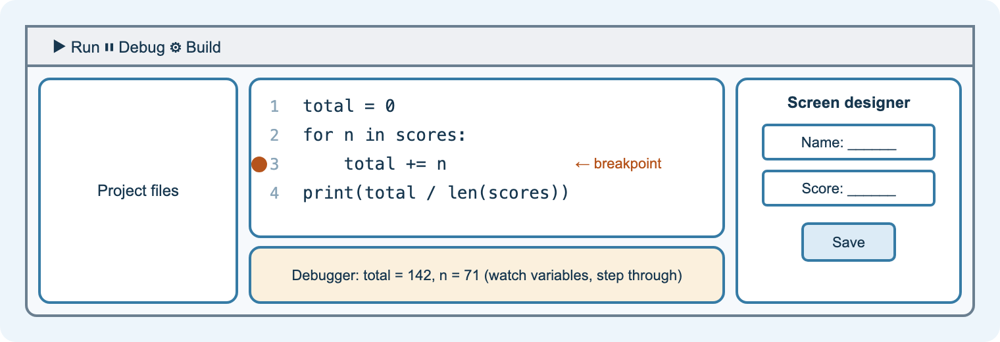 ▶ Run ⏸ Debug ⚙ Build
Project files
1 total = 0
2 for n in scores:
3     total += n ← breakpoint
4 print(total / len(scores))
Debugger: total = 142, n = 71 (watch variables, step through)
Screen designer
Name: ______
Score: ______
Save